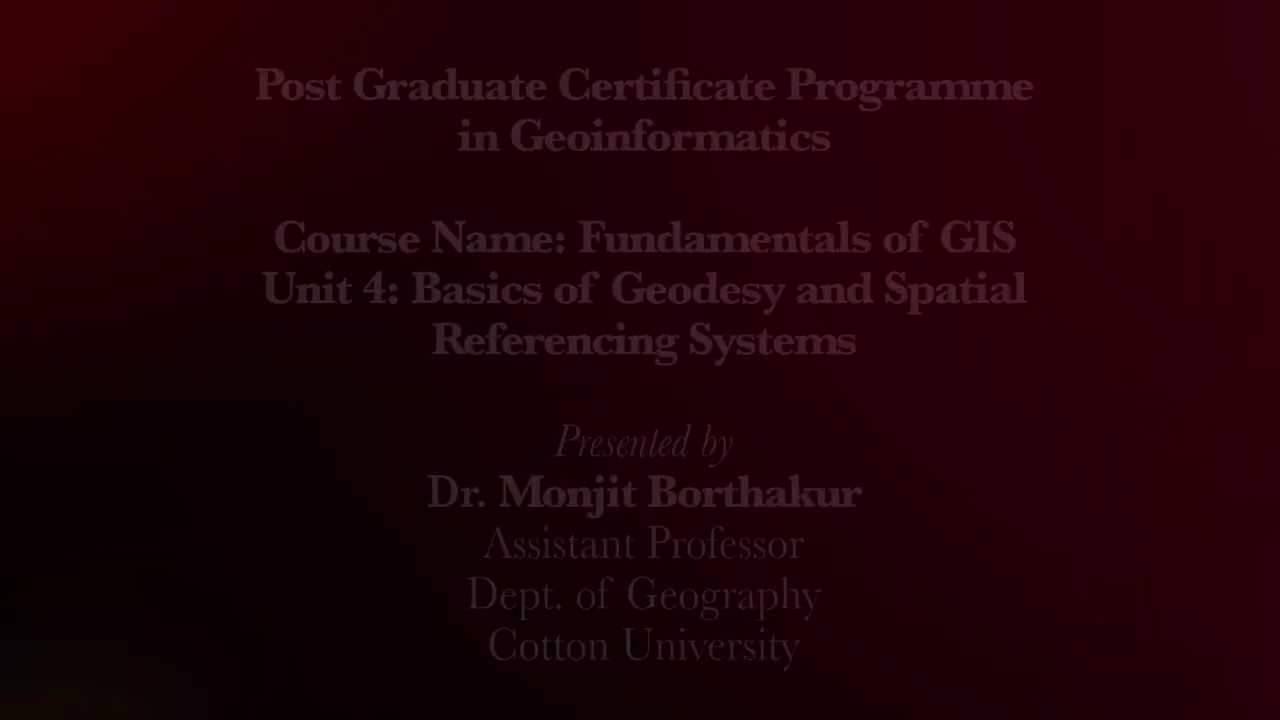 Post Graduate Certificate Programme
in Geoinformatics
Course Name: Fundamentals of GIS
Unit 4: Basics of Geodesy and Spatial
Referencing Systems
Presented by
Dr. Monjit Borthakur
Assistant Professor
Dept. of Geography
Cotton University